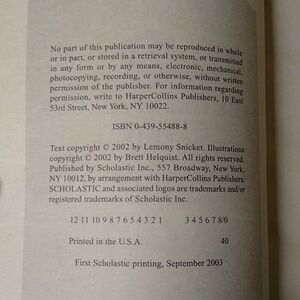 No part of this publication may be reproduced in whole
or in part, or stored in a retrieval system, or transmitted
in any form or by any means, electronic, mechanical,
photocopying, recording, or otherwise, without written
permission of the publisher. For information regarding
permission, write to HarperCollins Publishers, 10 East
53rd Street, New York, NY 10022.
ISBN 0-439-55488-8
Text copyright © 2002 by Lemony Snicket. Illustrations
copyright © 2002 by Brett Helquist. All rights reserved.
Published by Scholastic Inc., 557 Broadway, New York,
NY 10012, by arrangement with HarperCollins Publishers.
SCHOLASTIC and associated logos are trademarks and/or
registered trademarks of Scholastic Inc.
12 11 10 9 8 7 6 5 4 3 2 1 3 4 5 6 7 8/0
Printed in the U.S.A. 40
First Scholastic printing, September 2003